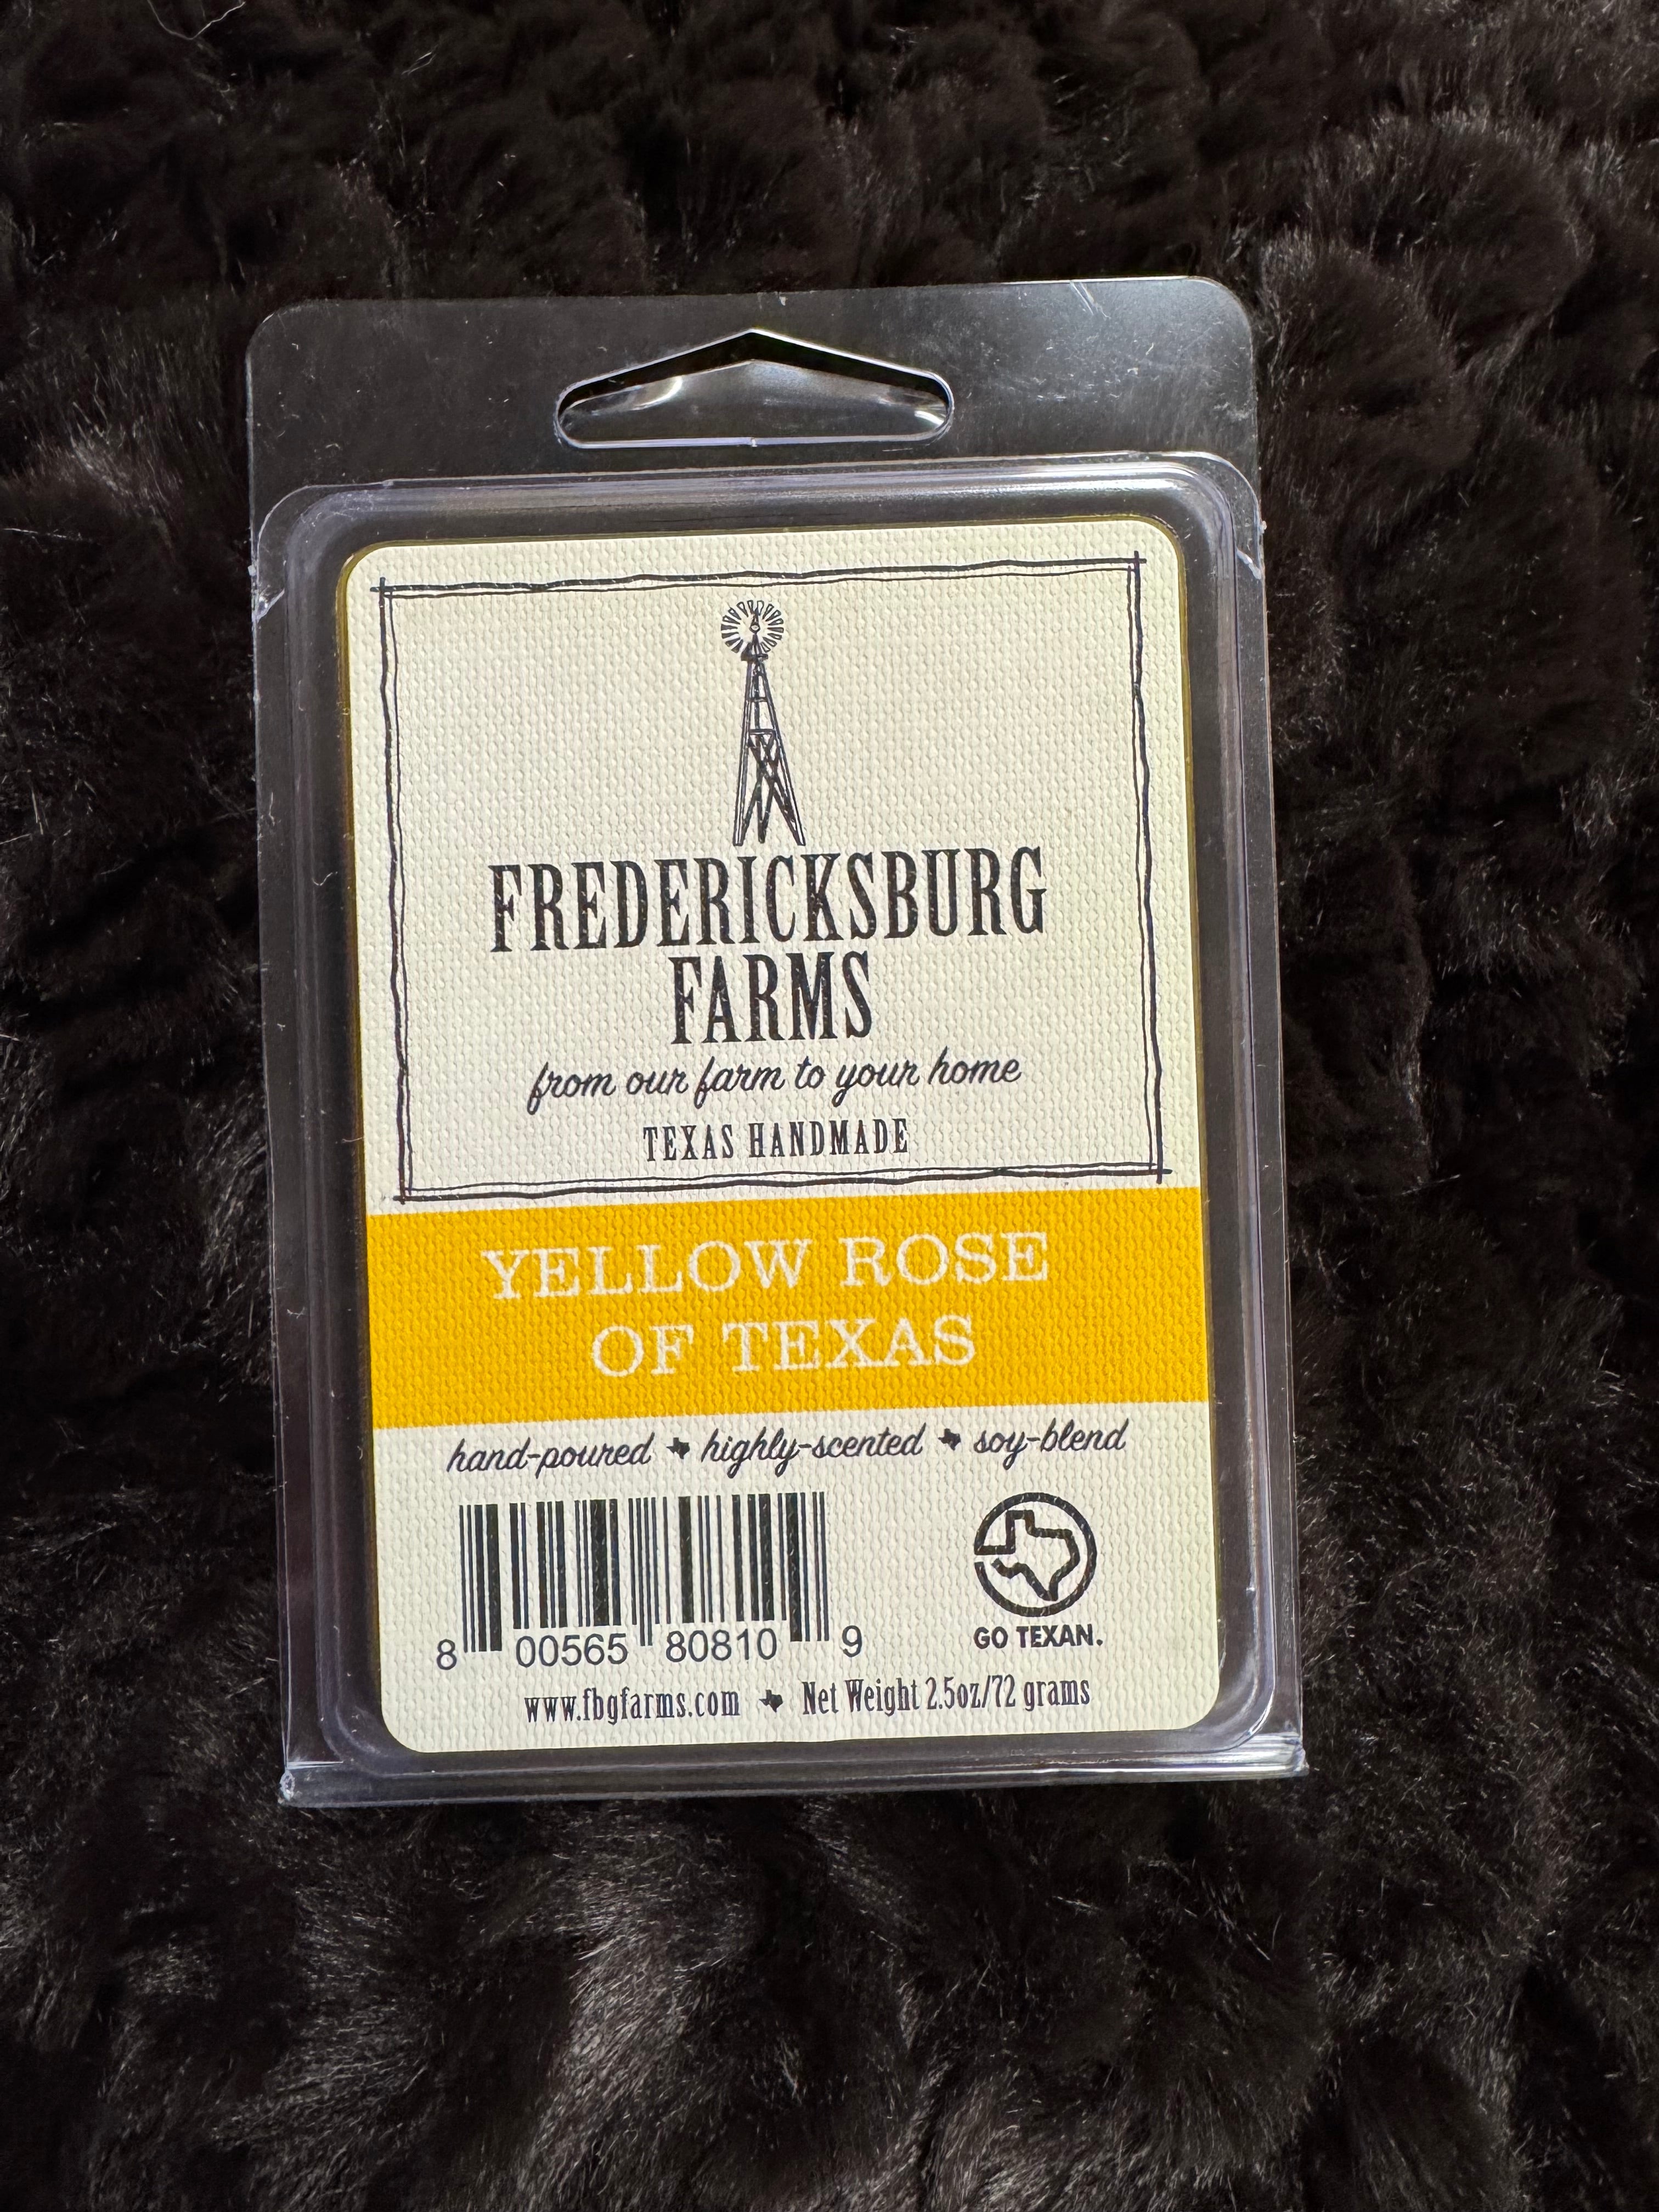 FREDERICKSBURG
FARMS
from our farm to your home
TEXAS HANDMADE
YELLOW ROSE
OF TEXAS
hand-poured highly-scented soy-blend
8 00565 80810 9
GO TEXAN.
www.fbgfarms.com Net Weight 2.5oz/72 grams